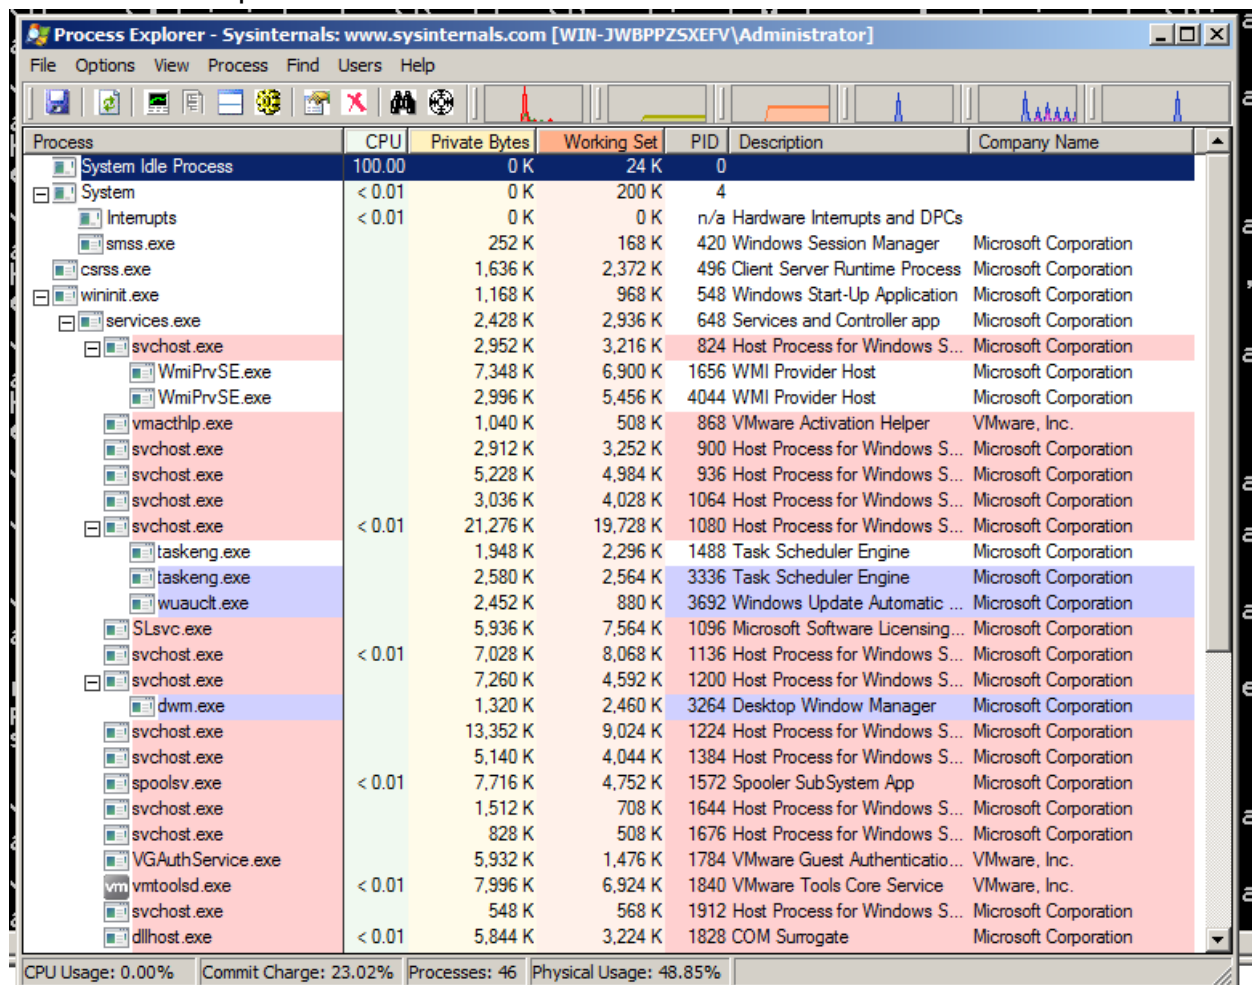 Process Explorer - Sysinternals: www.sysinternals.com [WIN-JWBPPZSXEFV\Administrator]
File Options View Process Find Users Help
Process CPU Private Bytes Working Set PID Description Company Name
System Idle Process 100.00 0 K 24 K 0
System < 0.01 0 K 200 K 4
Interrupts < 0.01 0 K 0 K n/a Hardware Interrupts and DPCs
smss.exe 252 K 168 K 420 Windows Session Manager Microsoft Corporation
csrss.exe 1,636 K 2,372 K 496 Client Server Runtime Process Microsoft Corporation
wininit.exe 1,168 K 968 K 548 Windows Start-Up Application Microsoft Corporation
services.exe 2,428 K 2,936 K 648 Services and Controller app Microsoft Corporation
svchost.exe 2,952 K 3,216 K 824 Host Process for Windows S... Microsoft Corporation
WmiPrvSE.exe 7,348 K 6,900 K 1656 WMI Provider Host Microsoft Corporation
WmiPrvSE.exe 2,996 K 5,456 K 4044 WMI Provider Host Microsoft Corporation
vmacthlp.exe 1,040 K 508 K 868 VMware Activation Helper VMware, Inc.
svchost.exe 2,912 K 3,252 K 900 Host Process for Windows S... Microsoft Corporation
svchost.exe 5,228 K 4,984 K 936 Host Process for Windows S... Microsoft Corporation
svchost.exe 3,036 K 4,028 K 1064 Host Process for Windows S... Microsoft Corporation
svchost.exe < 0.01 21,276 K 19,728 K 1080 Host Process for Windows S... Microsoft Corporation
taskeng.exe 1,948 K 2,296 K 1488 Task Scheduler Engine Microsoft Corporation
taskeng.exe 2,580 K 2,564 K 3336 Task Scheduler Engine Microsoft Corporation
wuauclt.exe 2,452 K 880 K 3692 Windows Update Automatic ... Microsoft Corporation
SLsvc.exe 5,936 K 7,564 K 1096 Microsoft Software Licensing... Microsoft Corporation
svchost.exe < 0.01 7,028 K 8,068 K 1136 Host Process for Windows S... Microsoft Corporation
svchost.exe 7,260 K 4,592 K 1200 Host Process for Windows S... Microsoft Corporation
dwm.exe 1,320 K 2,460 K 3264 Desktop Window Manager Microsoft Corporation
svchost.exe 13,352 K 9,024 K 1224 Host Process for Windows S... Microsoft Corporation
svchost.exe 5,140 K 4,044 K 1384 Host Process for Windows S... Microsoft Corporation
spoolsv.exe < 0.01 7,716 K 4,752 K 1572 Spooler SubSystem App Microsoft Corporation
svchost.exe 1,512 K 708 K 1644 Host Process for Windows S... Microsoft Corporation
svchost.exe 828 K 508 K 1676 Host Process for Windows S... Microsoft Corporation
VGAuthService.exe 5,932 K 1,476 K 1784 VMware Guest Authenticatio... VMware, Inc.
vm vmtoolsd.exe < 0.01 7,996 K 6,924 K 1840 VMware Tools Core Service VMware, Inc.
svchost.exe 548 K 568 K 1912 Host Process for Windows S... Microsoft Corporation
dllhost.exe < 0.01 5,844 K 3,224 K 1828 COM Surrogate Microsoft Corporation
CPU Usage: 0.00% Commit Charge: 23.02% Processes: 46 Physical Usage: 48.85%